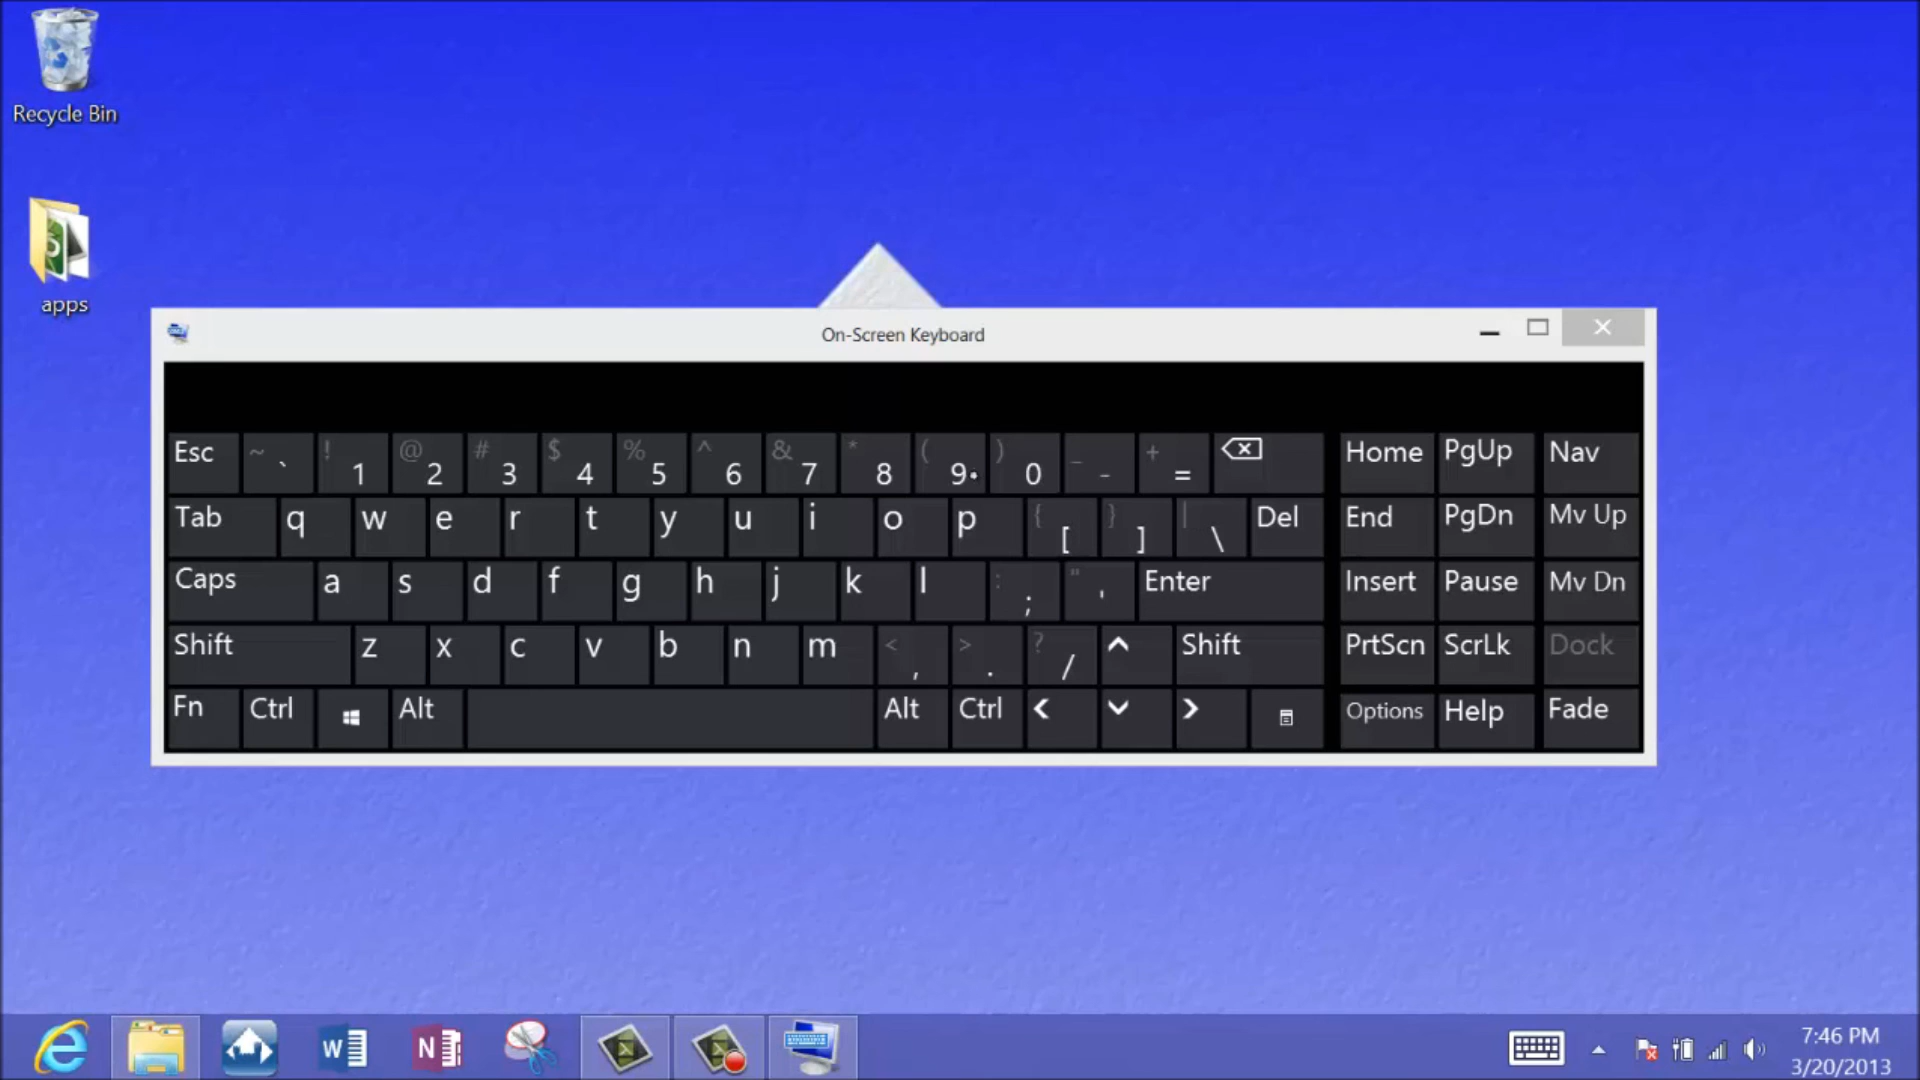 Recycle Bin
apps
On-Screen Keyboard
Esc ~ ` ! 1 @ 2 # 3 $ 4 % 5 ^ 6 & 7 * 8 ( 9 ) 0 _ - + = Home PgUp Nav
Tab q w e r t y u i o p { [ } ] | \ Del End PgDn Mv Up
Caps a s d f g h j k l : ; " ' Enter Insert Pause Mv Dn
Shift z x c v b n m < , > . ? / Shift PrtScn ScrLk Dock
Fn Ctrl Alt Alt Ctrl Options Help Fade
W N
7:46 PM
3/20/2013